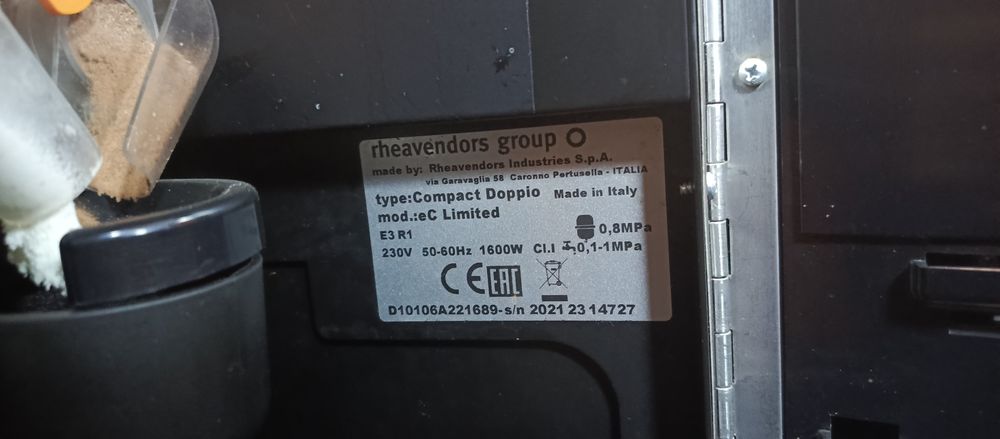 rheavendors group
made by: Rheavendors Industries S.p.A.
via Garavaglia 58 Caronno Pertusella - ITALIA
type:Compact Doppio Made in Italy
mod.:eC Limited
E3 R1 0,8MPa
230V 50-60Hz 1600W Cl.I 0,1-1MPa
CE EAC
D10106A221689-s/n 2021 23 14727